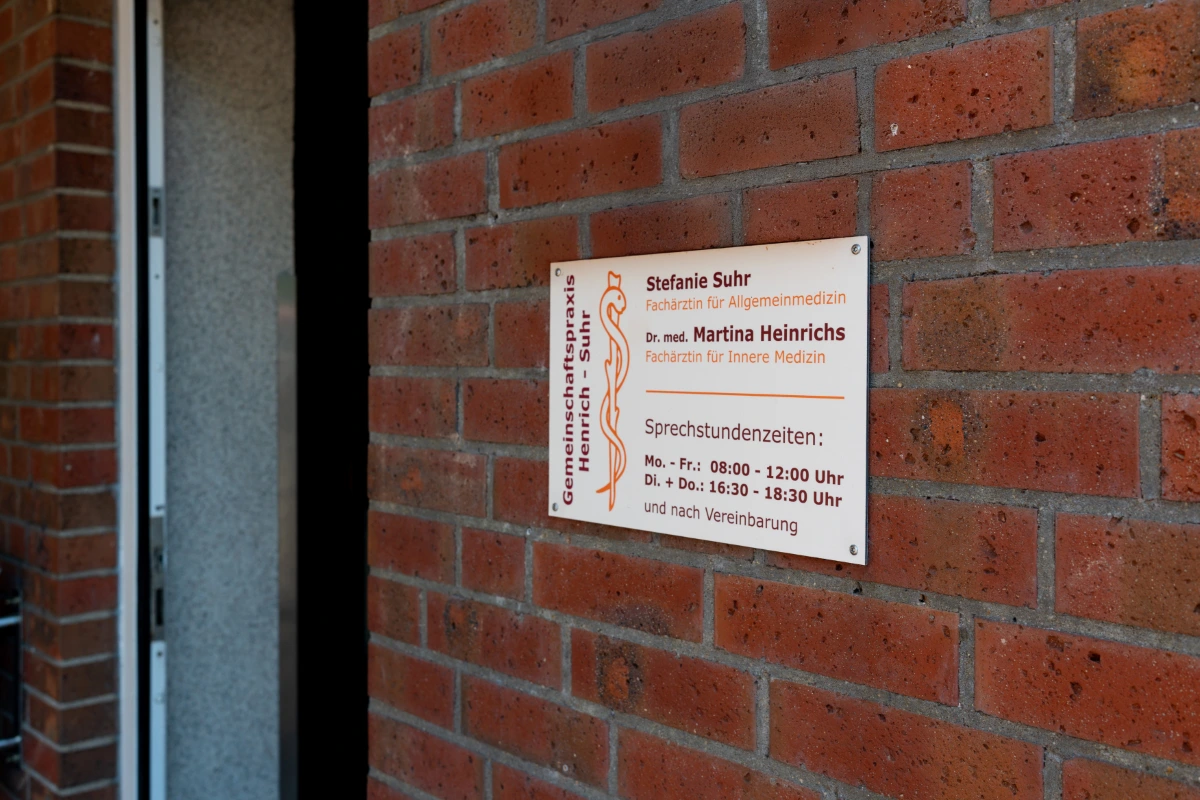 Gemeinschaftspraxis
Henrich - Suhr
Stefanie Suhr
Fachärztin für Allgemeinmedizin
Dr. med. Martina Heinrichs
Fachärztin für Innere Medizin
Sprechstundenzeiten:
Mo. - Fr.: 08:00 - 12:00 Uhr
Di. + Do.: 16:30 - 18:30 Uhr
und nach Vereinbarung